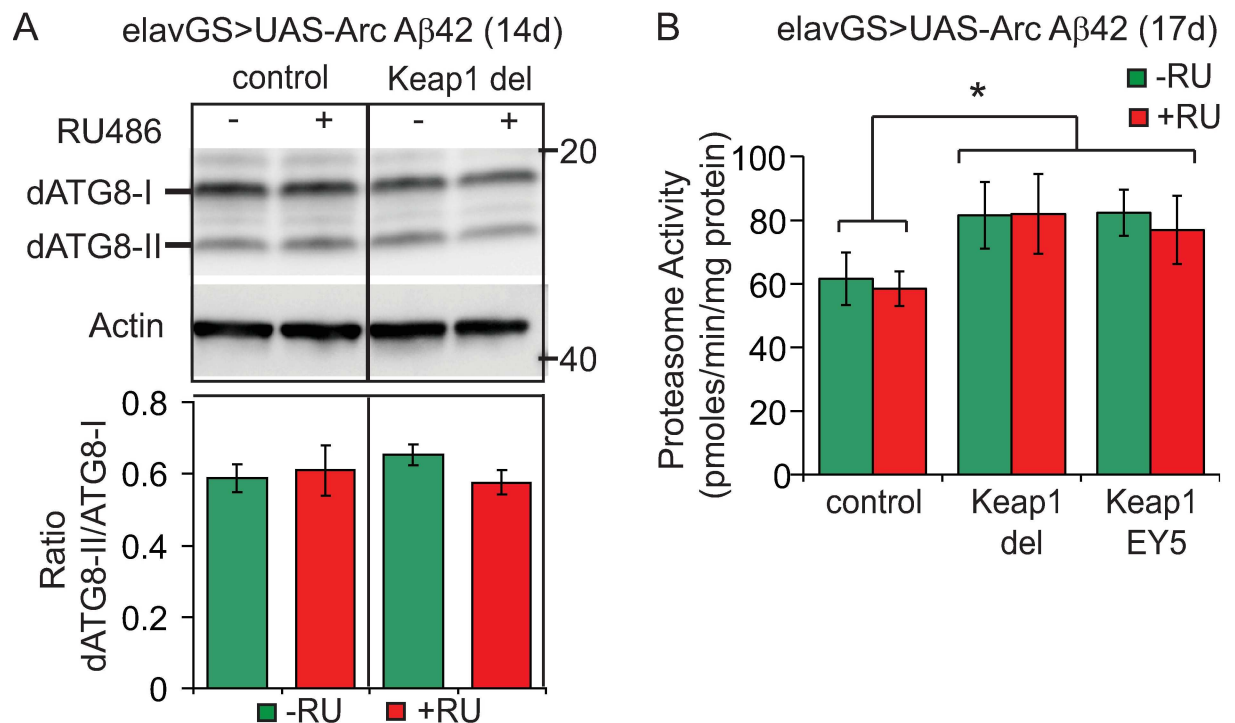 A
elavGS>UAS-Arc Aβ42 (14d)
control Keap1 del
RU486 - + - +
20
dATG8-I
dATG8-II
Actin
40
Ratio
dATG8-II/ATG8-I
0.8
0.6
0.4
0.2
0
-RU +RU
B
elavGS>UAS-Arc Aβ42 (17d)
-RU
+RU
*
Proteasome Activity
(pmoles/min/mg protein)
100
80
60
40
20
0
control Keap1 Keap1
del EY5